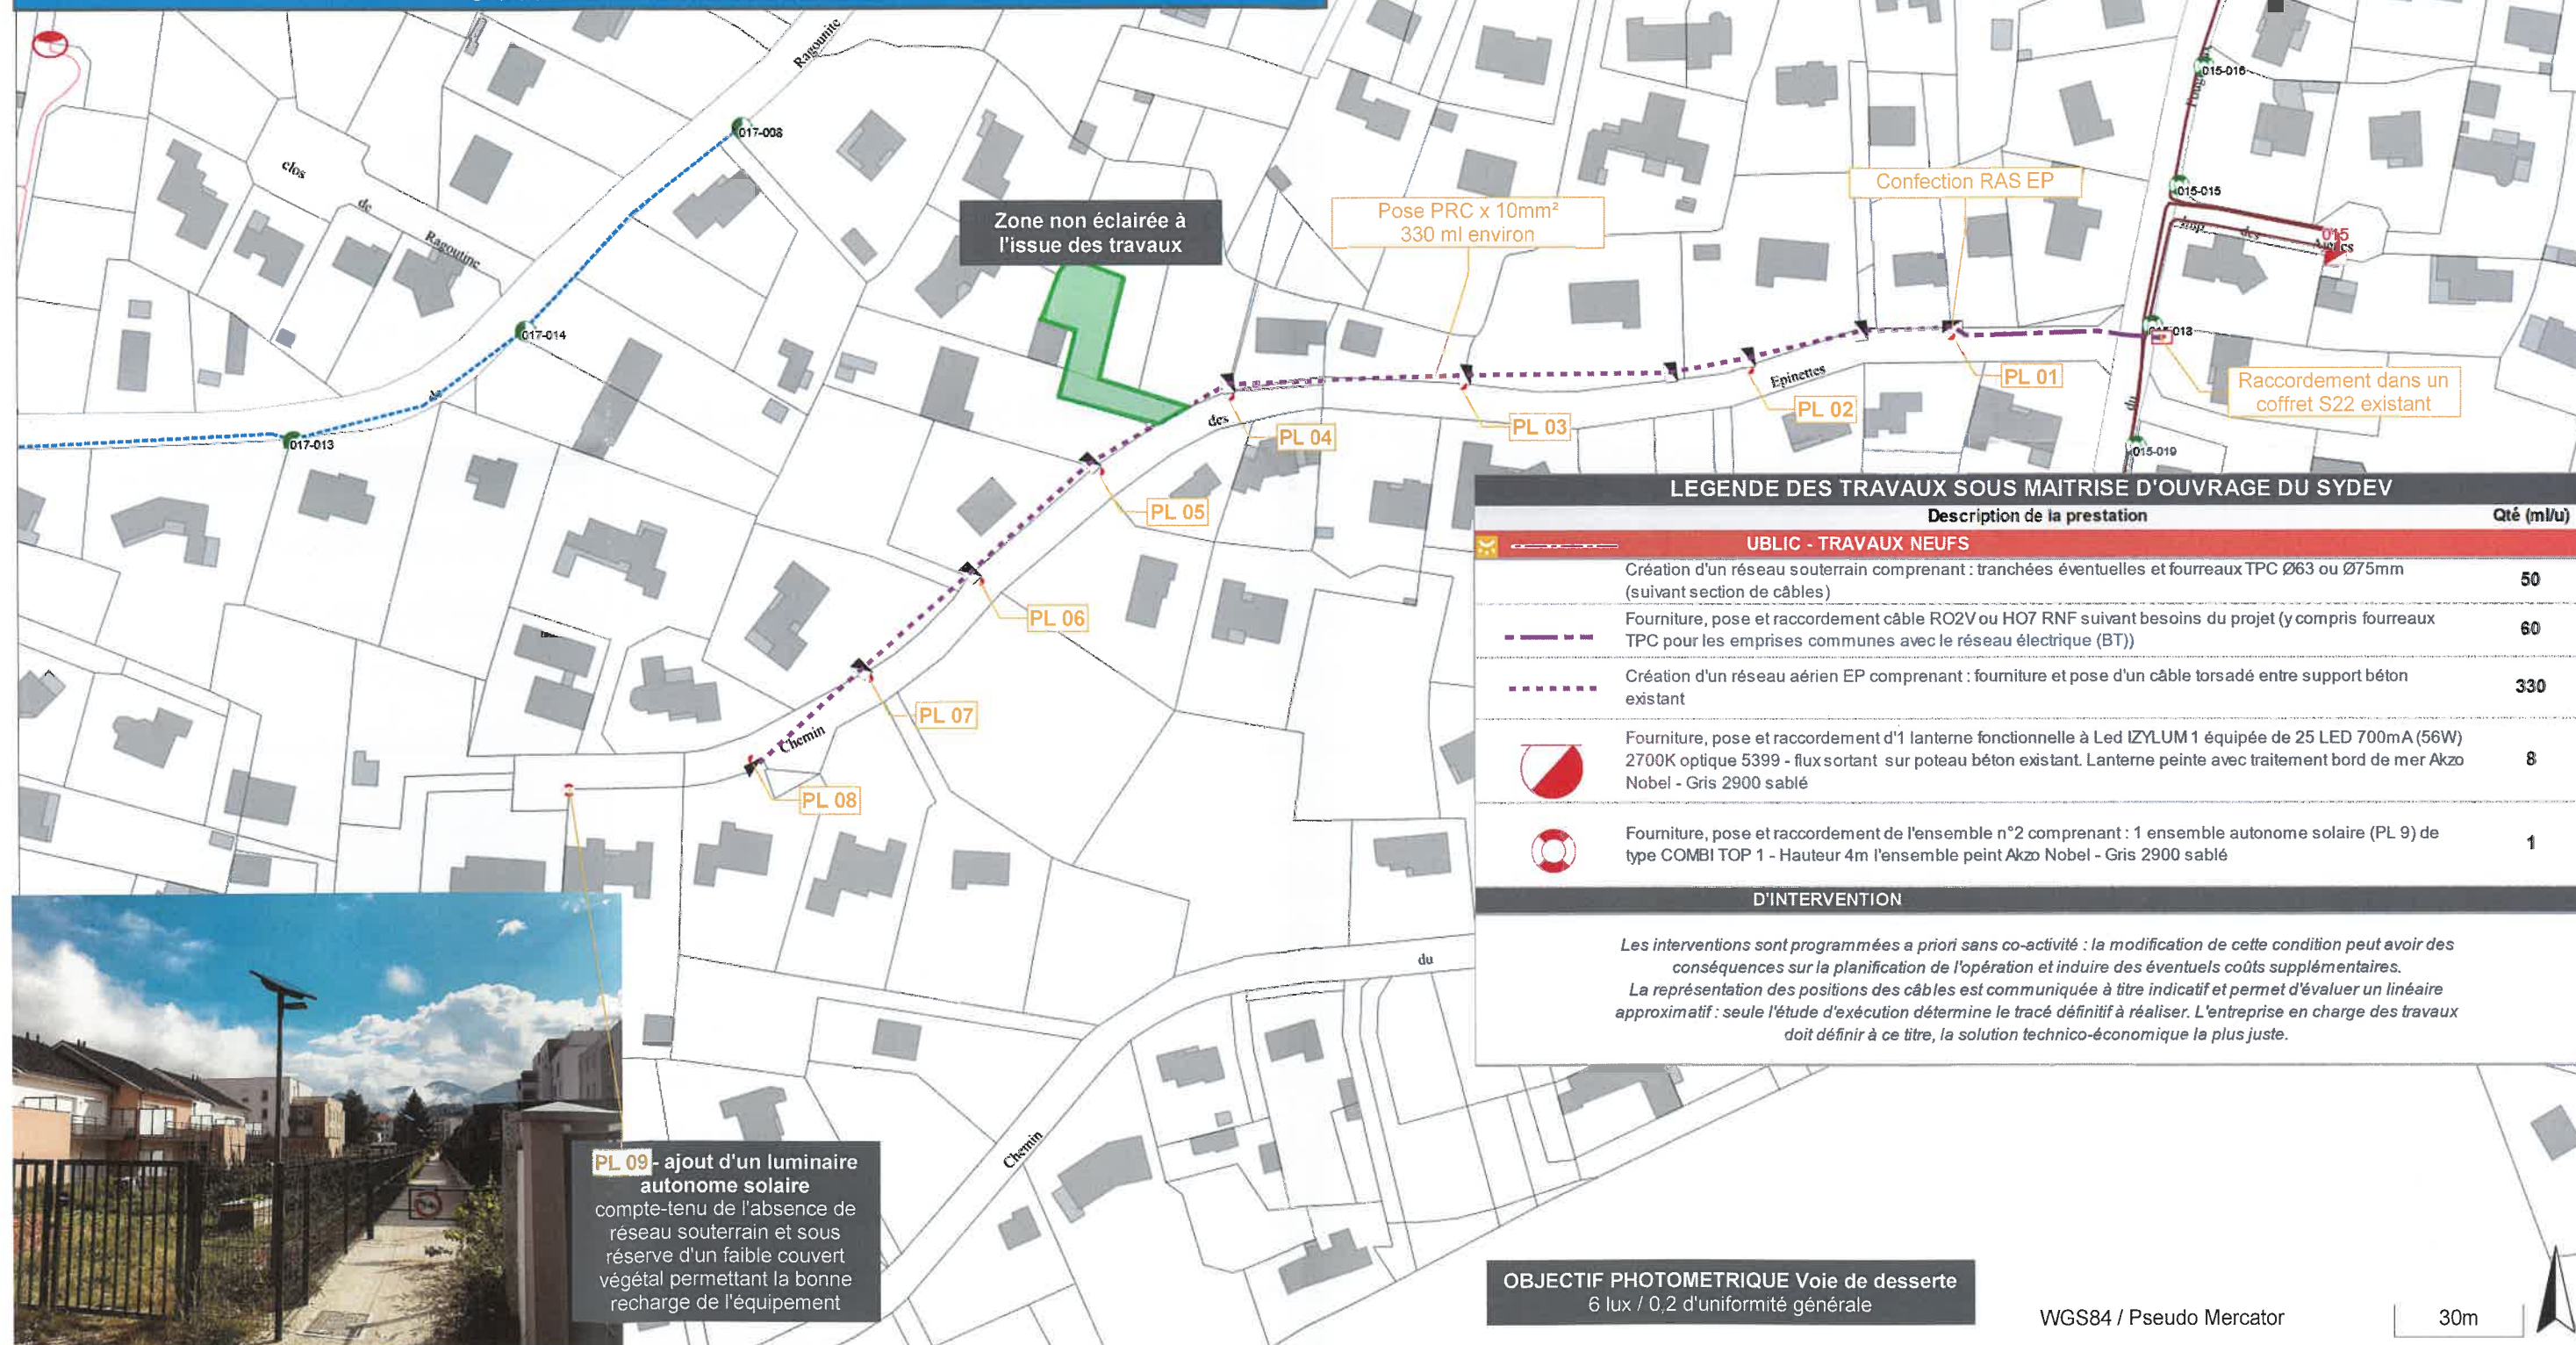 Ragounite
015-016
017-008
clos
de
Ragoutine
Confection RAS EP
015-015
Zone non éclairée à
l'issue des travaux
Pose PRC x 10mm²
330 ml environ
015
Imp
des
017-014
de
017-013
PL 01
Epinettes
PL 02
Raccordement dans un
coffret S22 existant
du
PL 03
des
PL 04
015-019
PL 05
PL 06
PL 07
Chemin
PL 08
LEGENDE DES TRAVAUX SOUS MAITRISE D'OUVRAGE DU SYDEV
Description de la prestation Qté (ml/u)
UBLIC - TRAVAUX NEUFS
Création d'un réseau souterrain comprenant : tranchées éventuelles et fourreaux TPC Ø63 ou Ø75mm
(suivant section de câbles)
50
Fourniture, pose et raccordement câble RO2V ou HO7 RNF suivant besoins du projet (y compris fourreaux
TPC pour les emprises communes avec le réseau électrique (BT))
60
Création d'un réseau aérien EP comprenant : fourniture et pose d'un câble torsadé entre support béton
existant
330
Fourniture, pose et raccordement d'1 lanterne fonctionnelle à Led IZYLUM 1 équipée de 25 LED 700mA (56W)
2700K optique 5399 - flux sortant sur poteau béton existant. Lanterne peinte avec traitement bord de mer Akzo
Nobel - Gris 2900 sablé
8
Fourniture, pose et raccordement de l'ensemble n°2 comprenant : 1 ensemble autonome solaire (PL 9) de
type COMBI TOP 1 - Hauteur 4m l'ensemble peint Akzo Nobel - Gris 2900 sablé
1
D'INTERVENTION
Les interventions sont programmées a priori sans co-activité : la modification de cette condition peut avoir des
conséquences sur la planification de l'opération et induire des éventuels coûts supplémentaires.
La représentation des positions des câbles est communiquée à titre indicatif et permet d'évaluer un linéaire
approximatif : seule l'étude d'exécution détermine le tracé définitif à réaliser. L'entreprise en charge des travaux
doit définir à ce titre, la solution technico-économique la plus juste.
du
Chemin
PL 09 - ajout d'un luminaire
autonome solaire
compte-tenu de l'absence de
réseau souterrain et sous
réserve d'un faible couvert
végétal permettant la bonne
recharge de l'équipement
OBJECTIF PHOTOMETRIQUE Voie de desserte
6 lux / 0,2 d'uniformité générale
WGS84 / Pseudo Mercator
30m